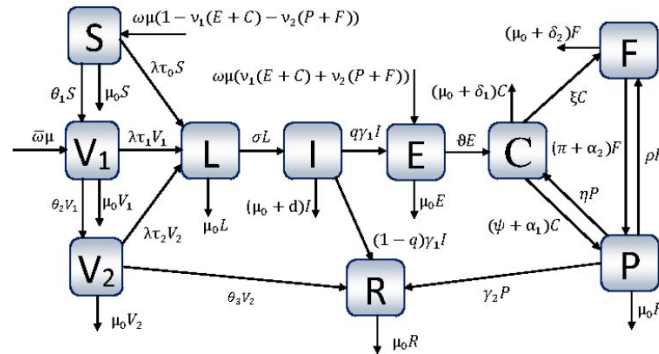 ωμ(1−ν₁(E + C) − ν₂(P + F))
(μ₀ + δ₂)F
F
S
λτ₀S
ωμ(ν₁(E + C) + ν₂(P + F))
(μ₀ + δ₁)C
ξC
θ₁S
μ₀S
ϖμ
V₁
λτ₁V₁
L
σL
I
qγ₁I
E
ϑE
C
(π + α₂)F
θ₂V₁
μ₀V₁
μ₀L
(μ₀ + d)I
μ₀E
ηP
λτ₂V₂
(ψ + α₁)C
(1 − q)γ₁I
V₂
θ₃V₂
R
γ₂P
P
μ₀V₂
μ₀R